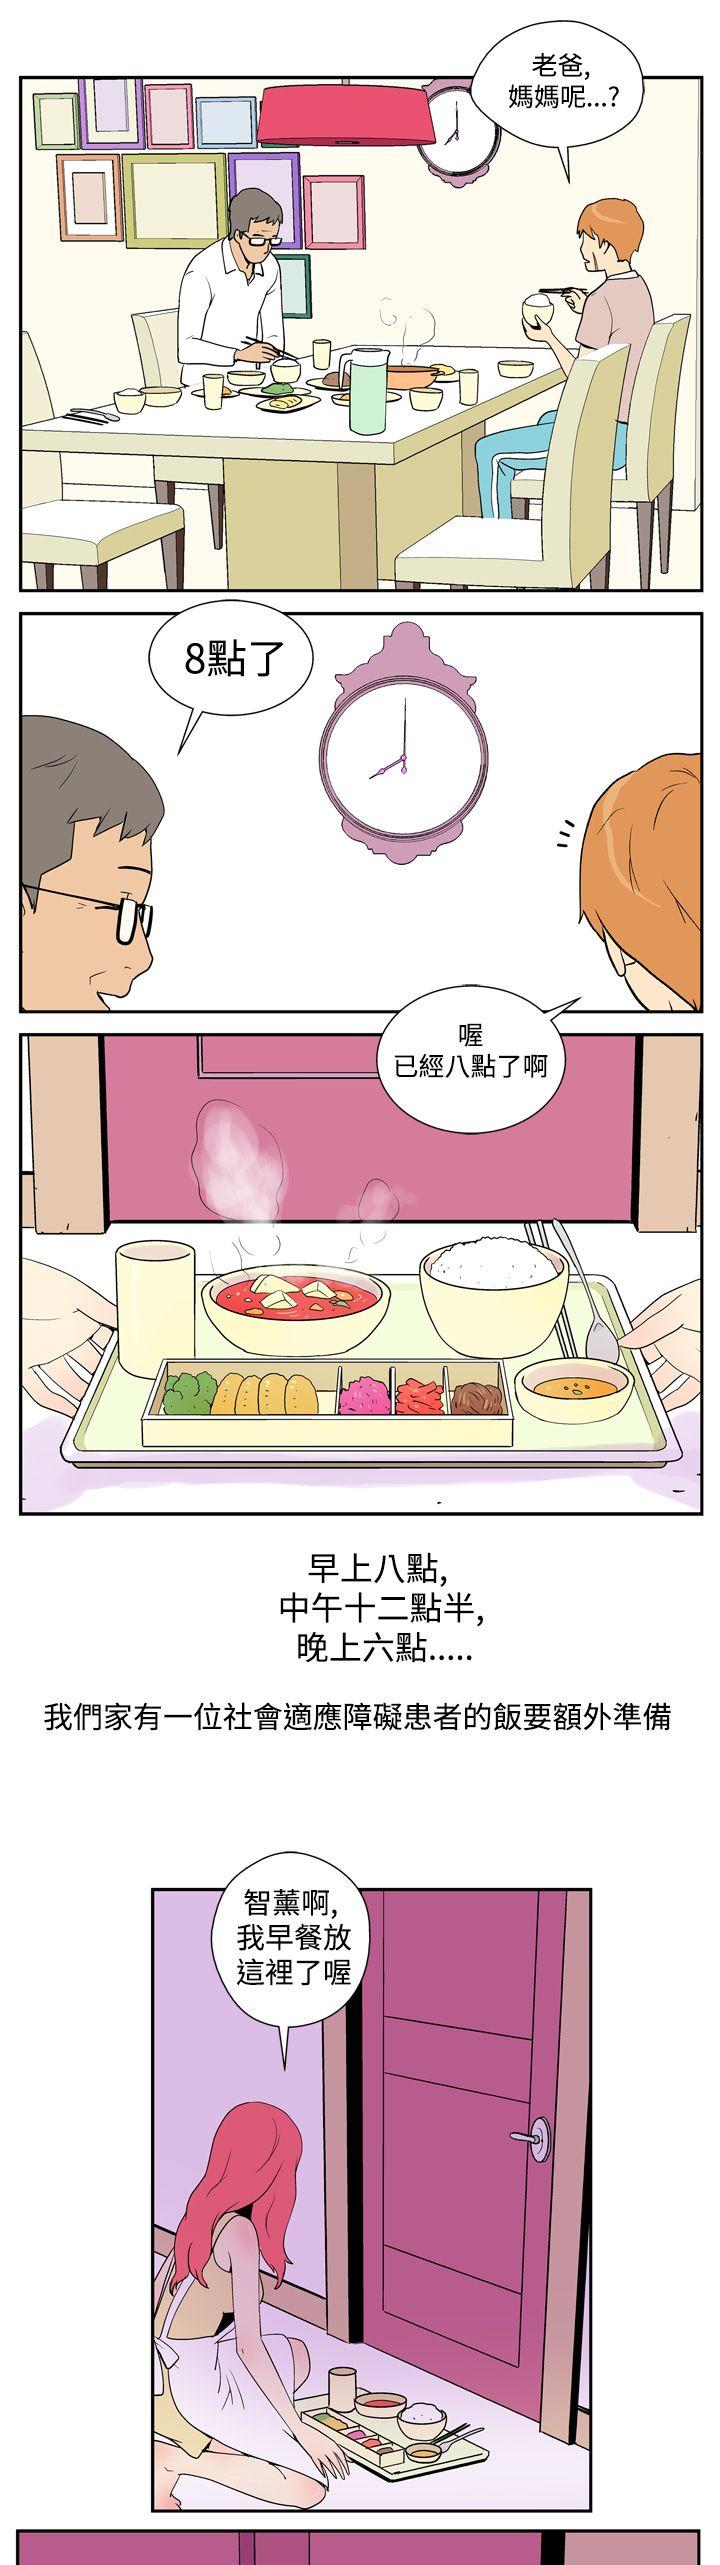 老爸,
媽媽呢...?
8點了
喔
已經八點了啊
早上八點,
中午十二點半,
晚上六點.....
我們家有一位社會適應障礙患者的飯要額外準備
智薰啊,
我早餐放
這裡了喔